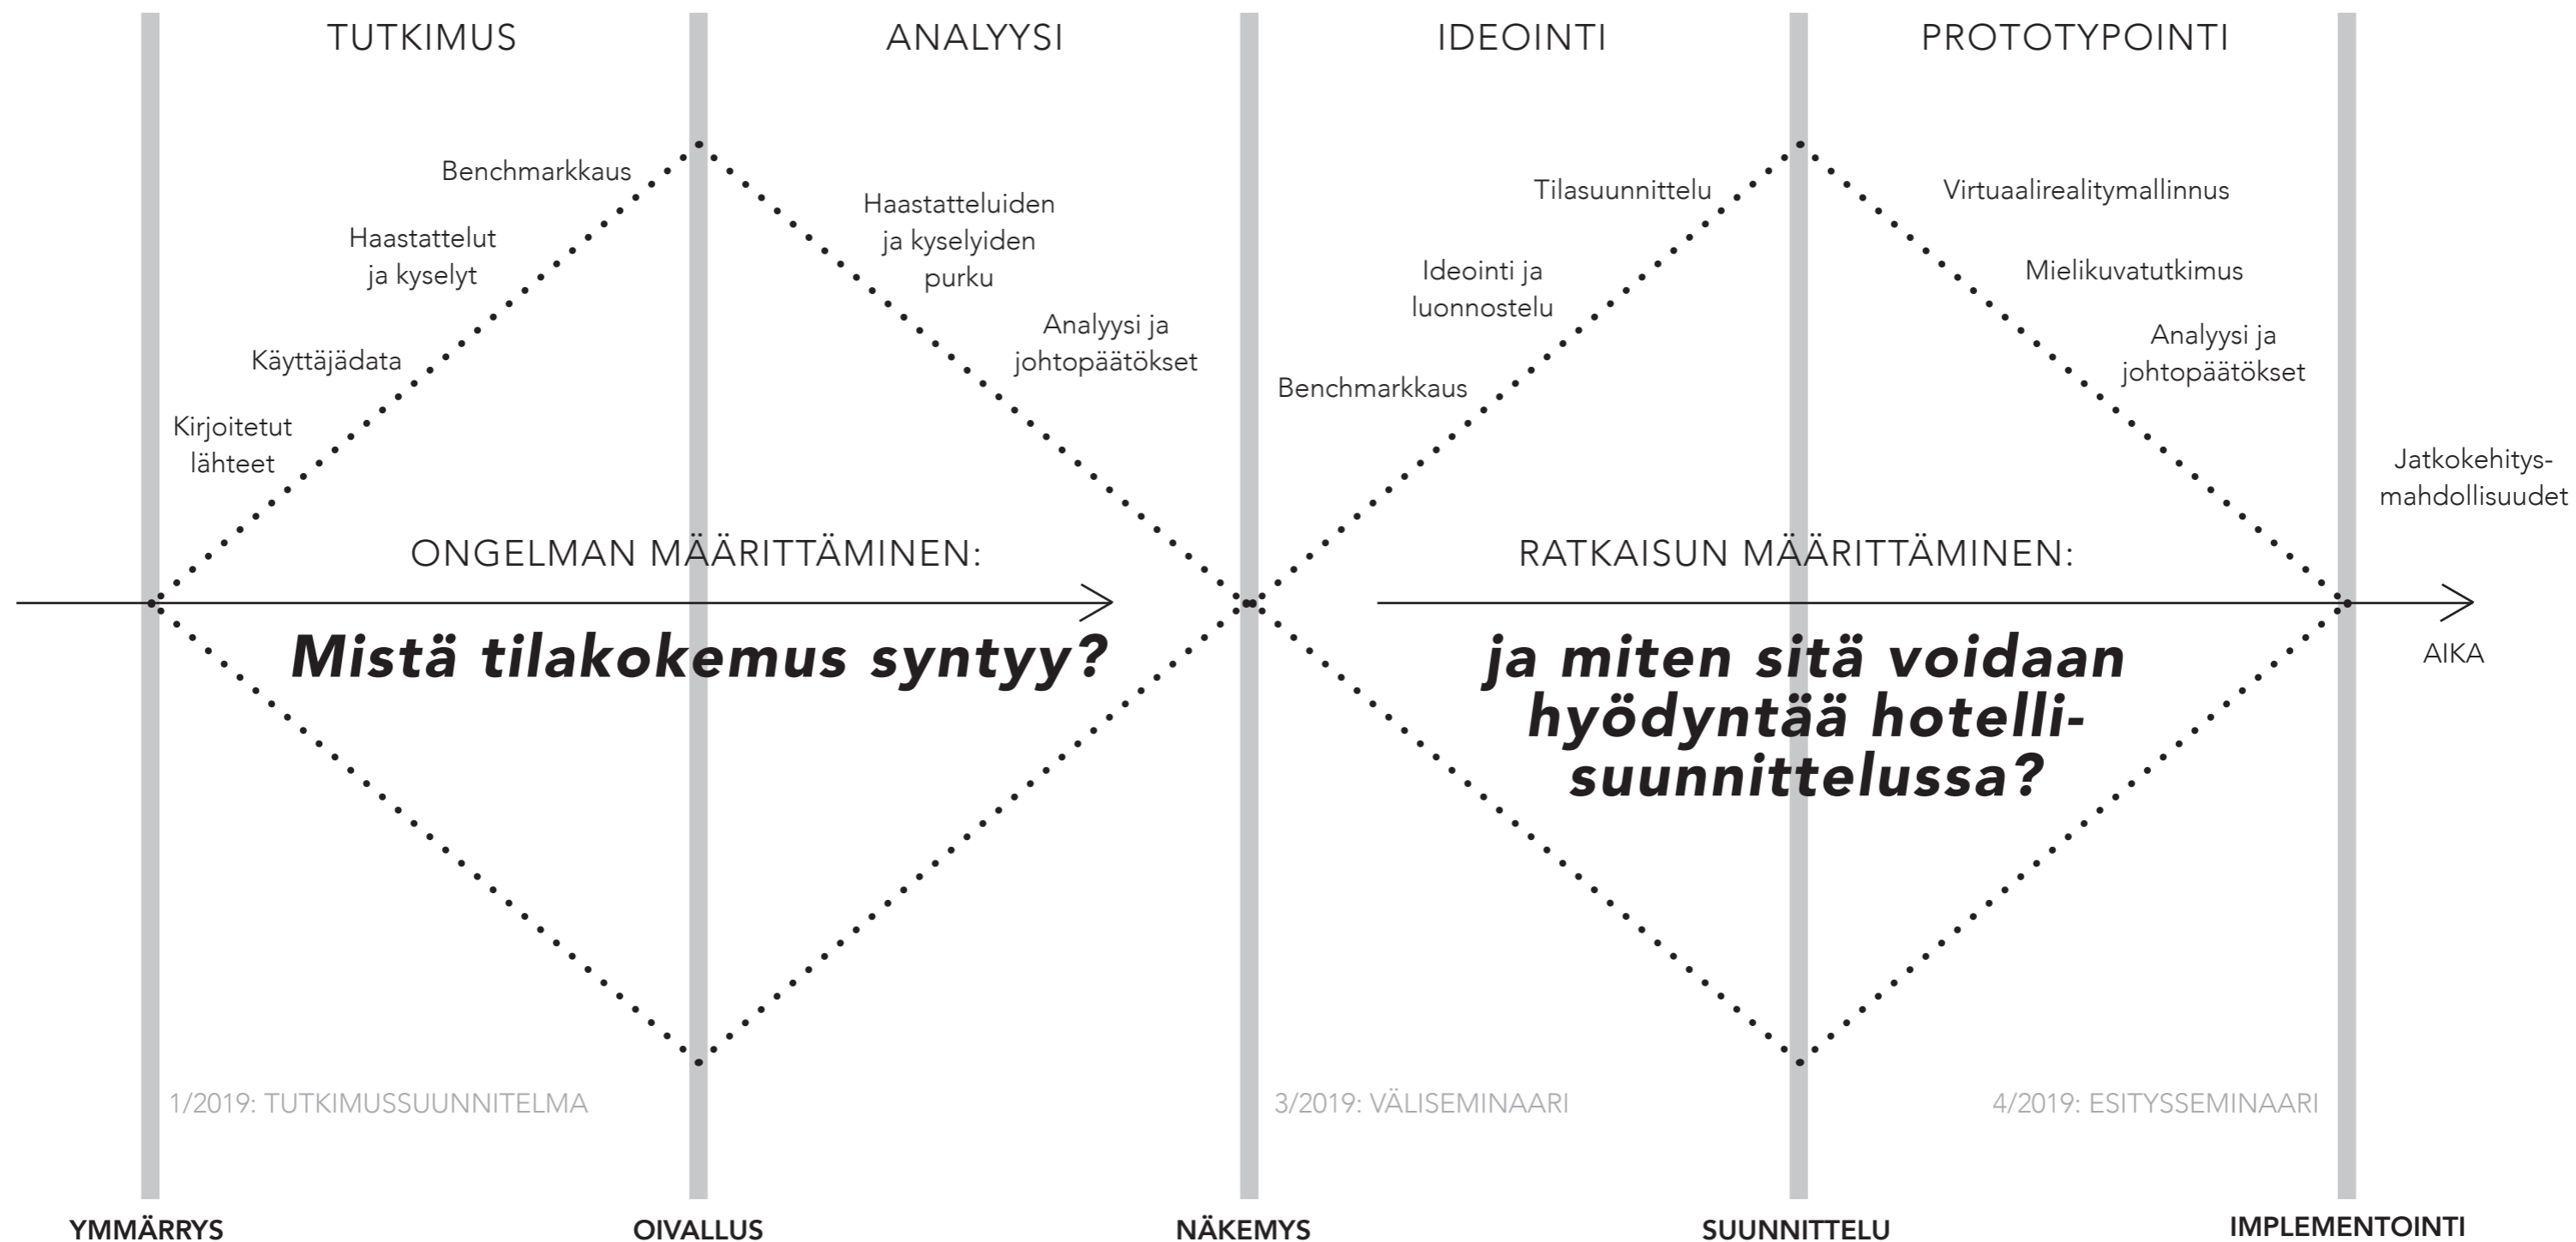 TUTKIMUS
ANALYYSI
IDEOINTI
PROTOTYPOINTI
Benchmarkkaus
Haastattelut
ja kyselyt
Käyttäjädata
Kirjoitetut
lähteet
Haastatteluiden
ja kyselyiden
purku
Analyysi ja
johtopäätökset
Tilasuunnittelu
Ideointi ja
luonnostelu
Benchmarkkaus
Virtuaalirealitymallinnus
Mielikuvatutkimus
Analyysi ja
johtopäätökset
Jatkokehitys-
mahdollisuudet
ONGELMAN MÄÄRITTÄMINEN:
Mistä tilakokemus syntyy?
RATKAISUN MÄÄRITTÄMINEN:
ja miten sitä voidaan
hyödyntää hotelli-
suunnittelussa?
AIKA
1/2019: TUTKIMUSSUUNNITELMA
3/2019: VÄLISEMINAARI
4/2019: ESITYSSEMINAARI
YMMÄRRYS
OIVALLUS
NÄKEMYS
SUUNNITTELU
IMPLEMENTOINTI